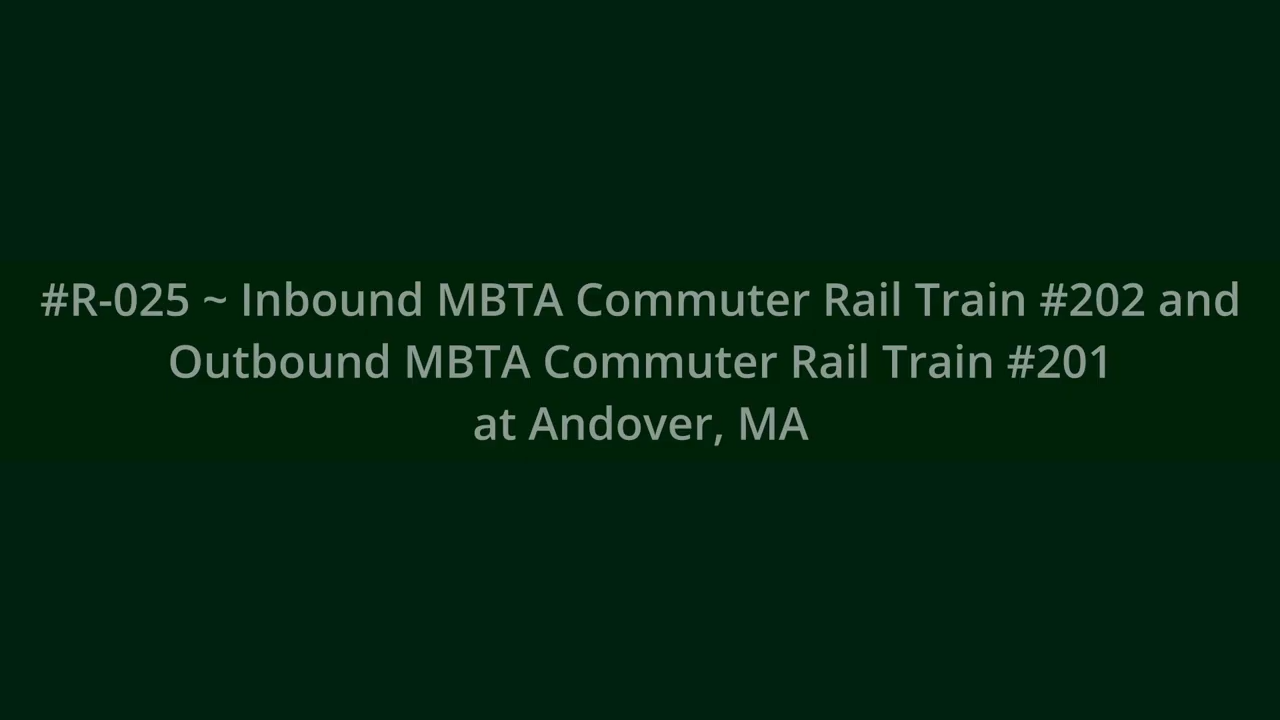 #R-025 ~ Inbound MBTA Commuter Rail Train #202 and
Outbound MBTA Commuter Rail Train #201
at Andover, MA